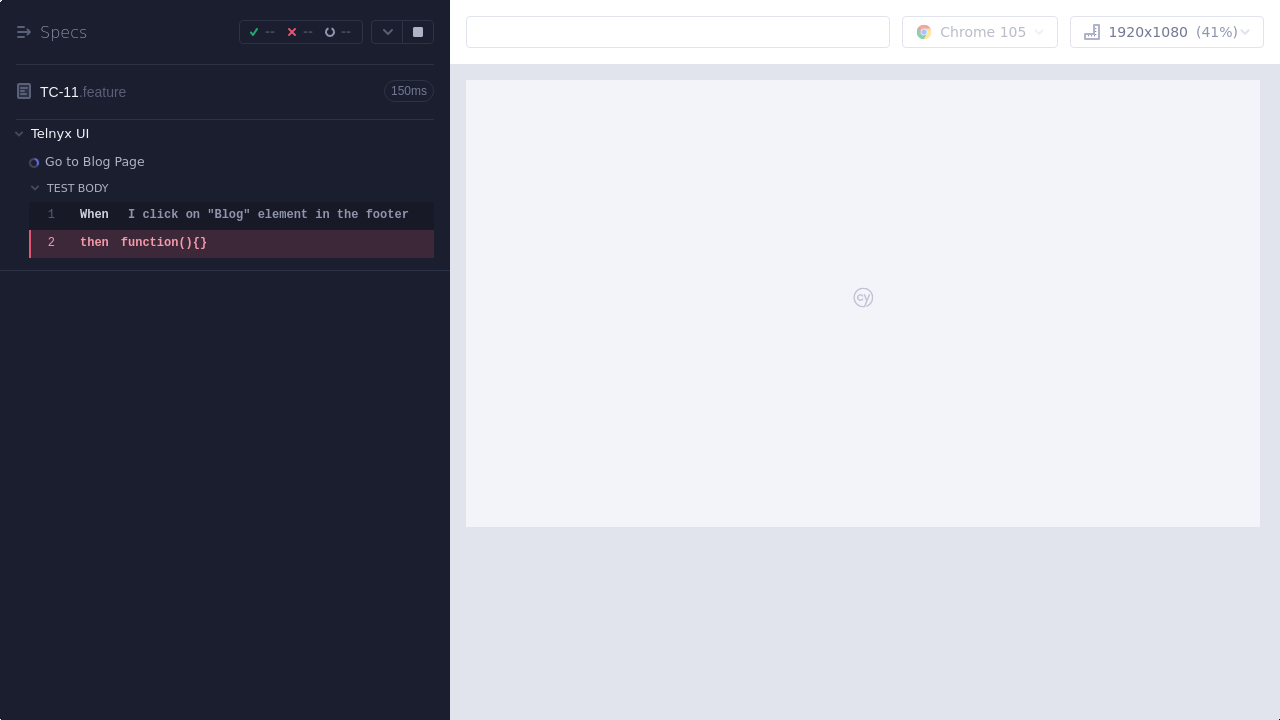 Specs
--
--
--
Chrome 105
1920x1080 (41%)
TC-11.feature
150ms
Telnyx UI
Go to Blog Page
TEST BODY
1 When I click on "Blog" element in the footer
2 then function(){}
cy